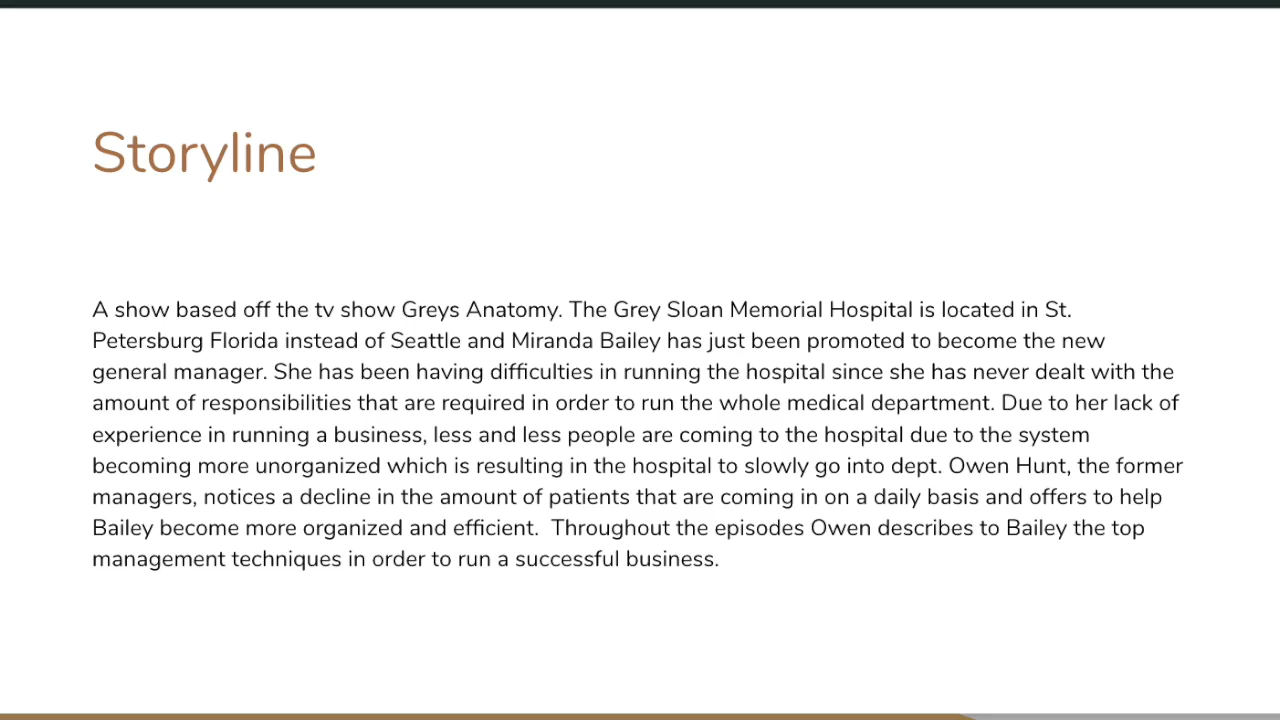 Storyline
A show based off the tv show Greys Anatomy. The Grey Sloan Memorial Hospital is located in St.
Petersburg Florida instead of Seattle and Miranda Bailey has just been promoted to become the new
general manager. She has been having difficulties in running the hospital since she has never dealt with the
amount of responsibilities that are required in order to run the whole medical department. Due to her lack of
experience in running a business, less and less people are coming to the hospital due to the system
becoming more unorganized which is resulting in the hospital to slowly go into dept. Owen Hunt, the former
managers, notices a decline in the amount of patients that are coming in on a daily basis and offers to help
Bailey become more organized and efficient.  Throughout the episodes Owen describes to Bailey the top
management techniques in order to run a successful business.